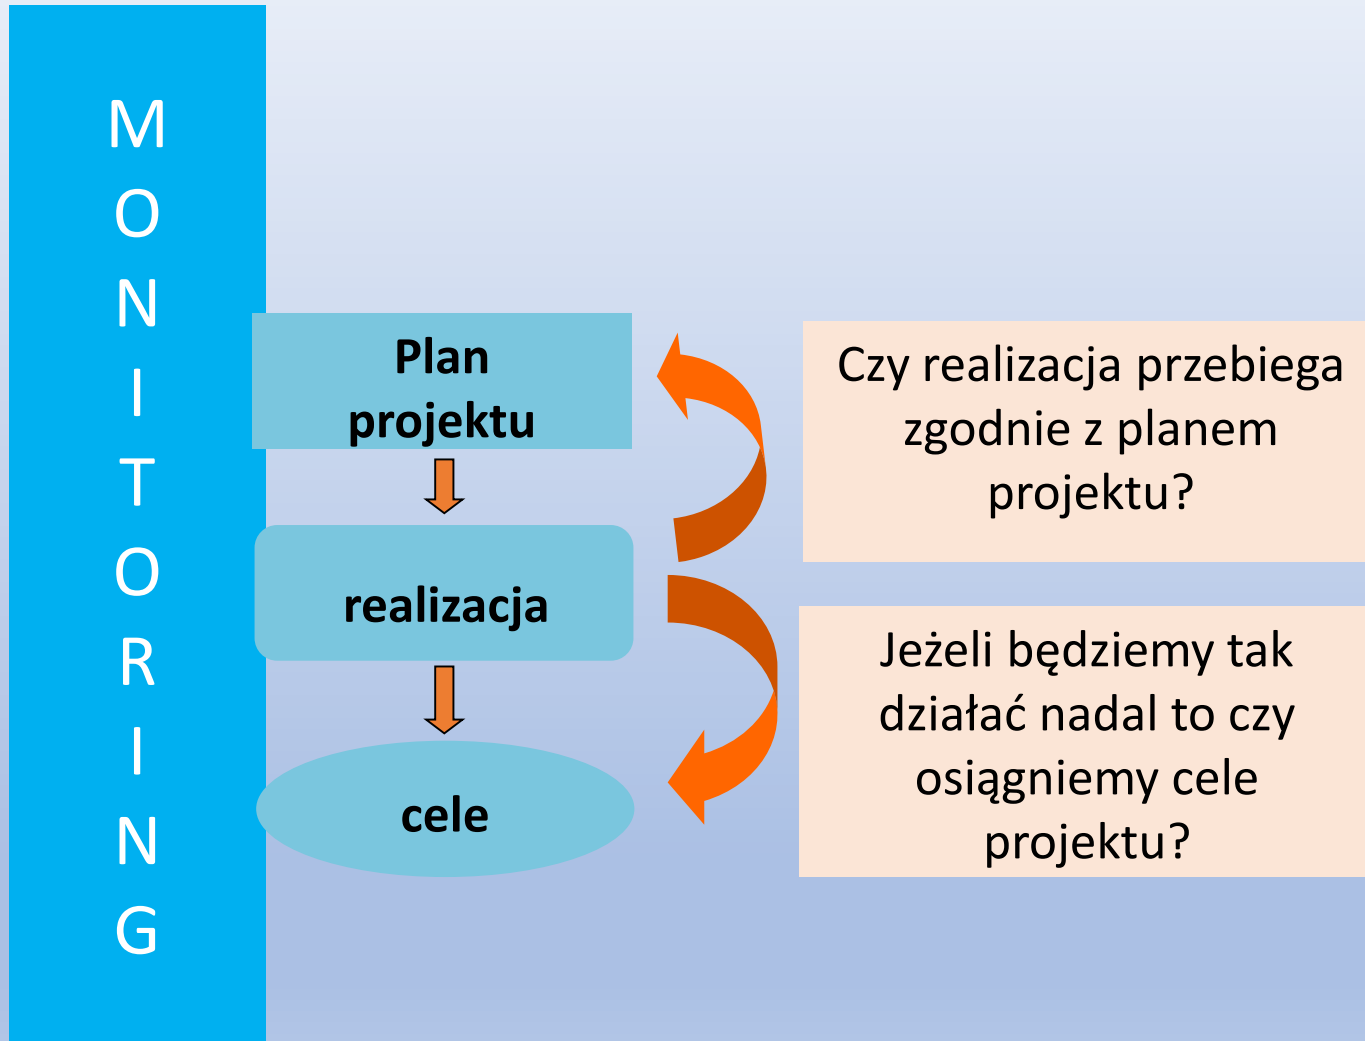 M
O
N
I
T
O
R
I
N
G
Plan
projektu
realizacja
cele
Czy realizacja przebiega
zgodnie z planem
projektu?
Jeżeli będziemy tak
działać nadal to czy
osiągniemy cele
projektu?